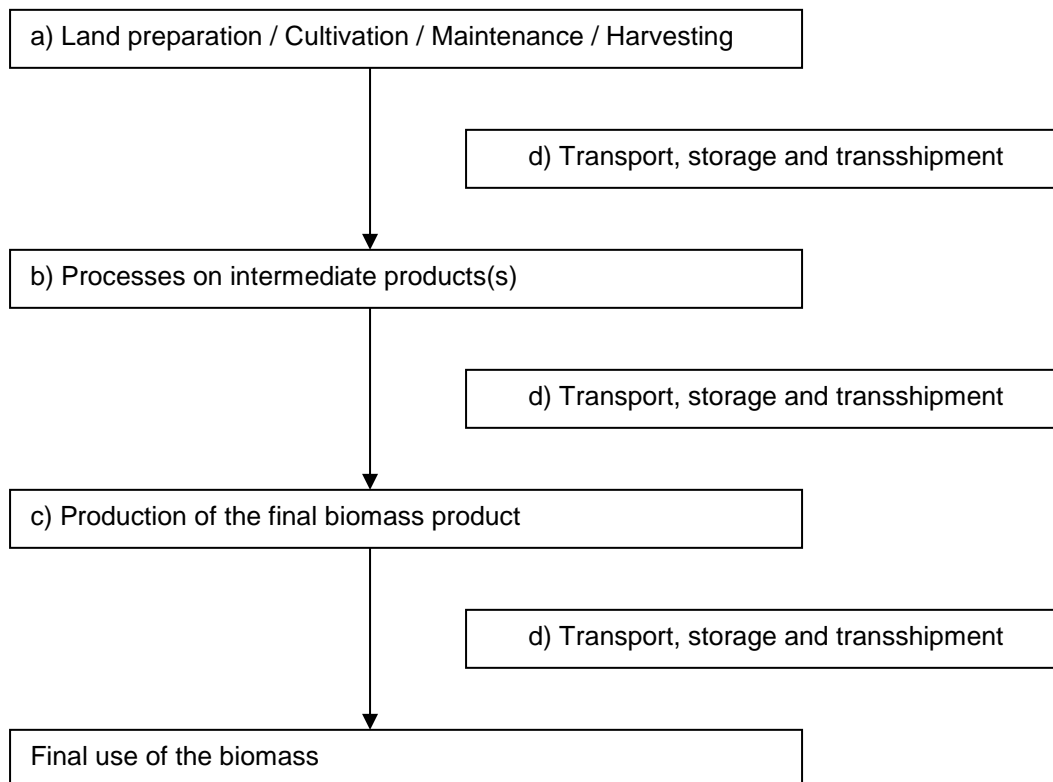 a) Land preparation / Cultivation / Maintenance / Harvesting
d) Transport, storage and transshipment
b) Processes on intermediate products(s)
d) Transport, storage and transshipment
c) Production of the final biomass product
d) Transport, storage and transshipment
Final use of the biomass